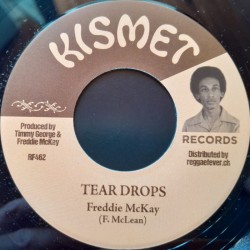 KISMET
Produced by
Timmy George &
Freddie McKay
RF462
RECORDS
Distributed by
reggaefever.ch
TEAR DROPS
Freddie McKay
(F. McLean)